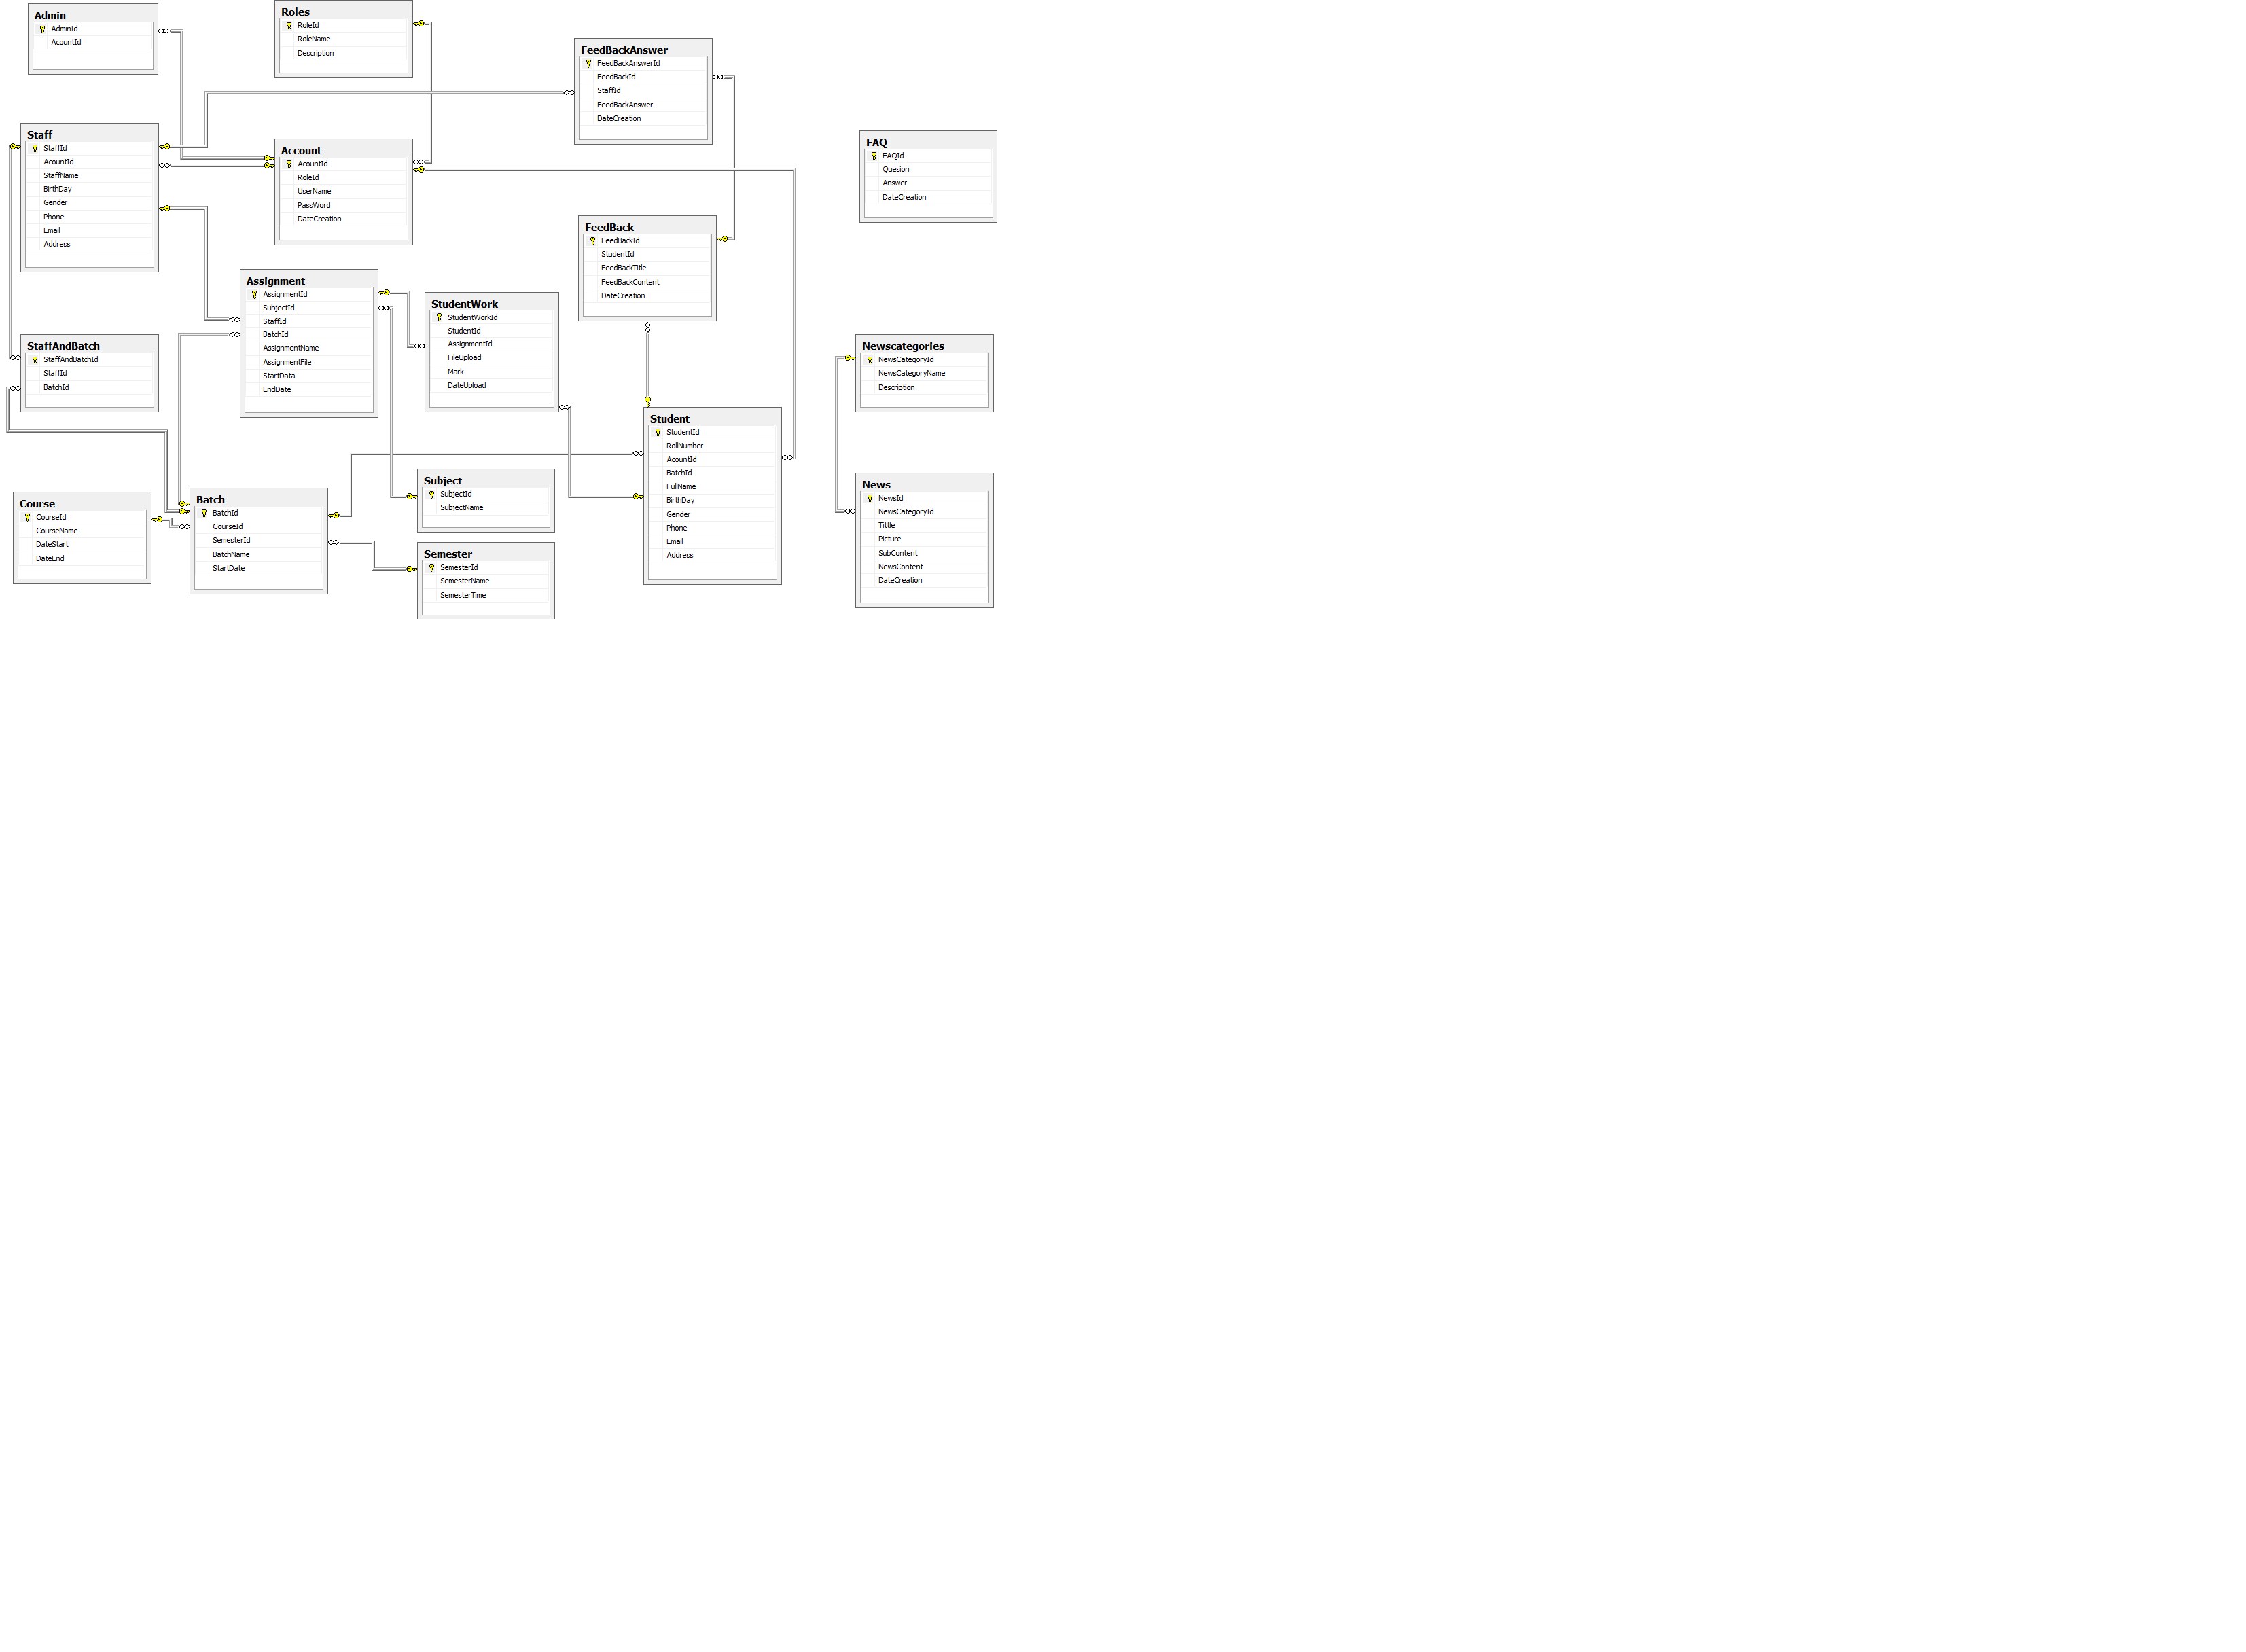 Admin
AdminId
AcountId
Roles
RoleId
RoleName
Description
FeedBackAnswer
FeedBackAnswerId
FeedBackId
StaffId
FeedBackAnswer
DateCreation
Staff
StaffId
AcountId
StaffName
BirthDay
Gender
Phone
Email
Address
Account
AcountId
RoleId
UserName
PassWord
DateCreation
FAQ
FAQId
Quesion
Answer
DateCreation
FeedBack
FeedBackId
StudentId
FeedBackTitle
FeedBackContent
DateCreation
Assignment
AssignmentId
SubjectId
StaffId
BatchId
AssignmentName
AssignmentFile
StartData
EndDate
StudentWork
StudentWorkId
StudentId
AssignmentId
FileUpload
Mark
DateUpload
StaffAndBatch
StaffAndBatchId
StaffId
BatchId
Newscategories
NewsCategoryId
NewsCategoryName
Description
Student
StudentId
RollNumber
AcountId
BatchId
FullName
BirthDay
Gender
Phone
Email
Address
Subject
SubjectId
SubjectName
News
NewsId
NewsCategoryId
Tittle
Picture
SubContent
NewsContent
DateCreation
Course
CourseId
CourseName
DateStart
DateEnd
Batch
BatchId
CourseId
SemesterId
BatchName
StartDate
Semester
SemesterId
SemesterName
SemesterTime